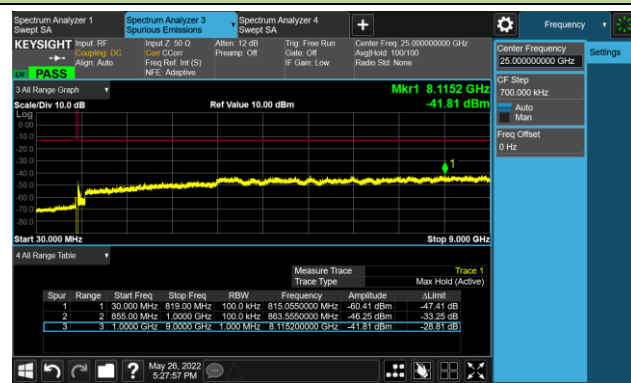 Spectrum Analyzer 1
Swept SA
Spectrum Analyzer 3
Spurious Emissions
Spectrum Analyzer 4
Swept SA
+
Frequency
KEYSIGHT
Input: RF
Coupling: DC
Align: Auto
Input Z: 50 Ω
Corr CCorr
Freq Ref: Int (S)
NFE: Adaptive
Atten: 12 dB
Preamp: Off
Trig: Free Run
Gate: Off
IF Gain: Low
Center Freq: 25.000000000 GHz
Avg|Hold: 100/100
Radio Std: None
PASS
3 All Range Graph
Mkr1 8.1152 GHz
Scale/Div 10.0 dB
Ref Value 10.00 dBm
-41.81 dBm
Log
0.00
-10.0
-20.0
-30.0
-40.0
-50.0
-60.0
-70.0
-80.0
1
Start 30.000 MHz
Stop 9.000 GHz
4 All Range Table
Measure Trace Trace 1
Trace Type Max Hold (Active)
Spur Range Start Freq Stop Freq RBW Frequency Amplitude ΔLimit
1 1 30.000 MHz 819.00 MHz 100.0 kHz 815.0550000 MHz -60.41 dBm -47.41 dB
2 2 855.00 MHz 1.0000 GHz 100.0 kHz 863.5550000 MHz -46.25 dBm -33.25 dB
3 3 1.0000 GHz 9.0000 GHz 1.000 MHz 8.115200000 GHz -41.81 dBm -28.81 dB
Center Frequency
25.000000000 GHz
Settings
CF Step
700.000 kHz
Auto
Man
Freq Offset
0 Hz
?
May 26, 2022
5:27:57 PM